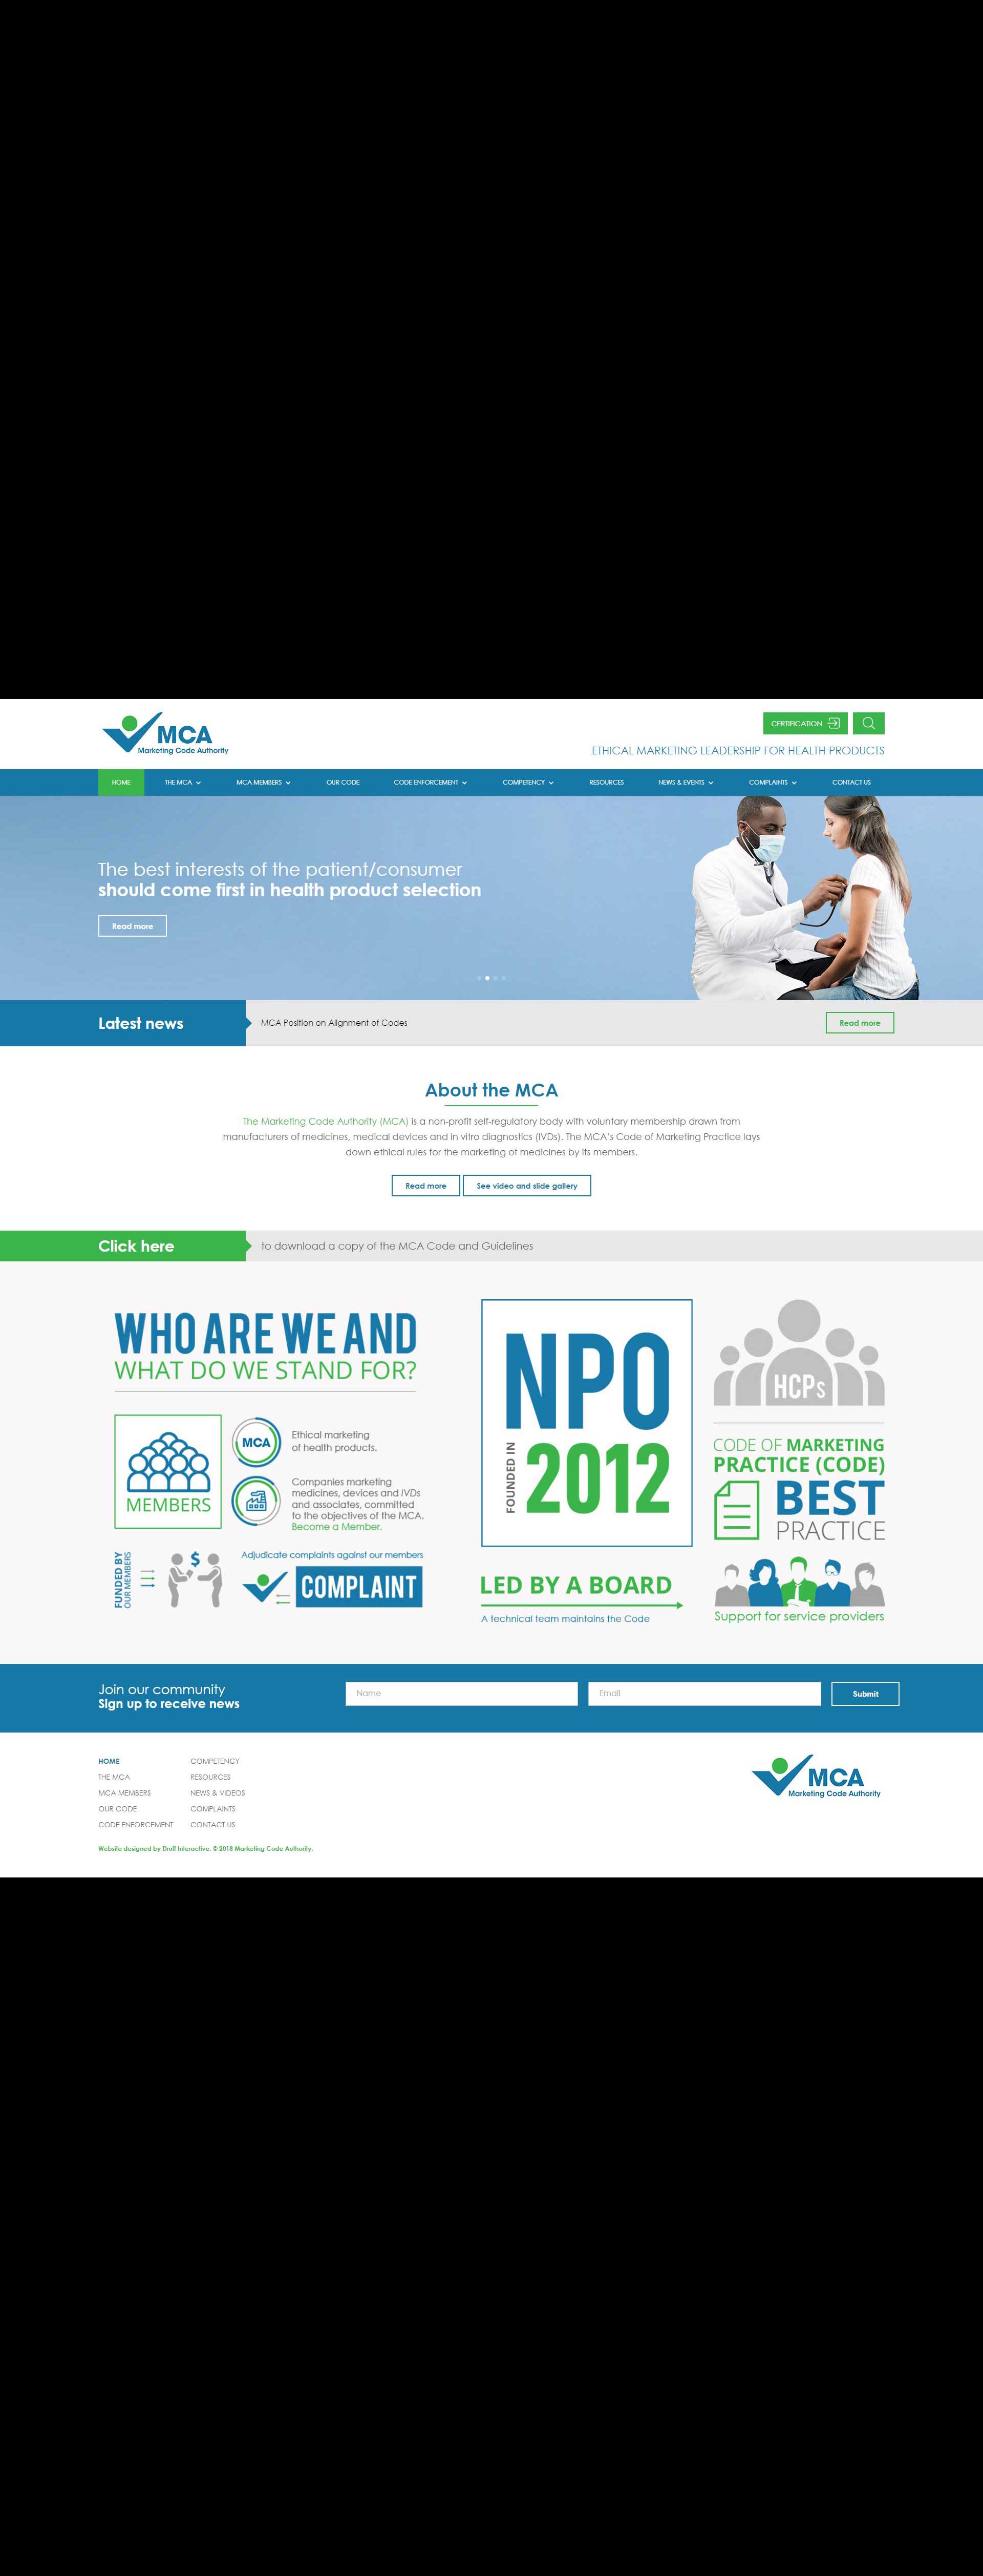 MCA
Marketing Code Authority
CERTIFICATION
ETHICAL MARKETING LEADERSHIP FOR HEALTH PRODUCTS
HOME THE MCA MCA MEMBERS OUR CODE CODE ENFORCEMENT COMPETENCY RESOURCES NEWS & EVENTS COMPLAINTS CONTACT US
The best interests of the patient/consumer
should come first in health product selection
Read more
Latest news
MCA Position on Alignment of Codes
Read more
About the MCA
The Marketing Code Authority (MCA) is a non-profit self-regulatory body with voluntary membership drawn from
manufacturers of medicines, medical devices and in vitro diagnostics (IVDs). The MCA's Code of Marketing Practice lays
down ethical rules for the marketing of medicines by its members.
Read more
See video and slide gallery
Click here
to download a copy of the MCA Code and Guidelines
WHO ARE WE AND
WHAT DO WE STAND FOR?
MEMBERS
MCA
Ethical marketing
of health products.
Companies marketing
medicines, devices and IVDs
and associates, committed
to the objectives of the MCA.
Become a Member.
FUNDED BY
OUR MEMBERS
$
Adjudicate complaints against our members
COMPLAINT
NPO
FOUNDED IN
2012
LED BY A BOARD
A technical team maintains the Code
HCPs
CODE OF MARKETING
PRACTICE (CODE)
BEST
PRACTICE
Support for service providers
Join our community
Sign up to receive news
Name
Email
Submit
HOME
THE MCA
MCA MEMBERS
OUR CODE
CODE ENFORCEMENT
COMPETENCY
RESOURCES
NEWS & VIDEOS
COMPLAINTS
CONTACT US
MCA
Marketing Code Authority
Website designed by Druff Interactive. © 2018 Marketing Code Authority.